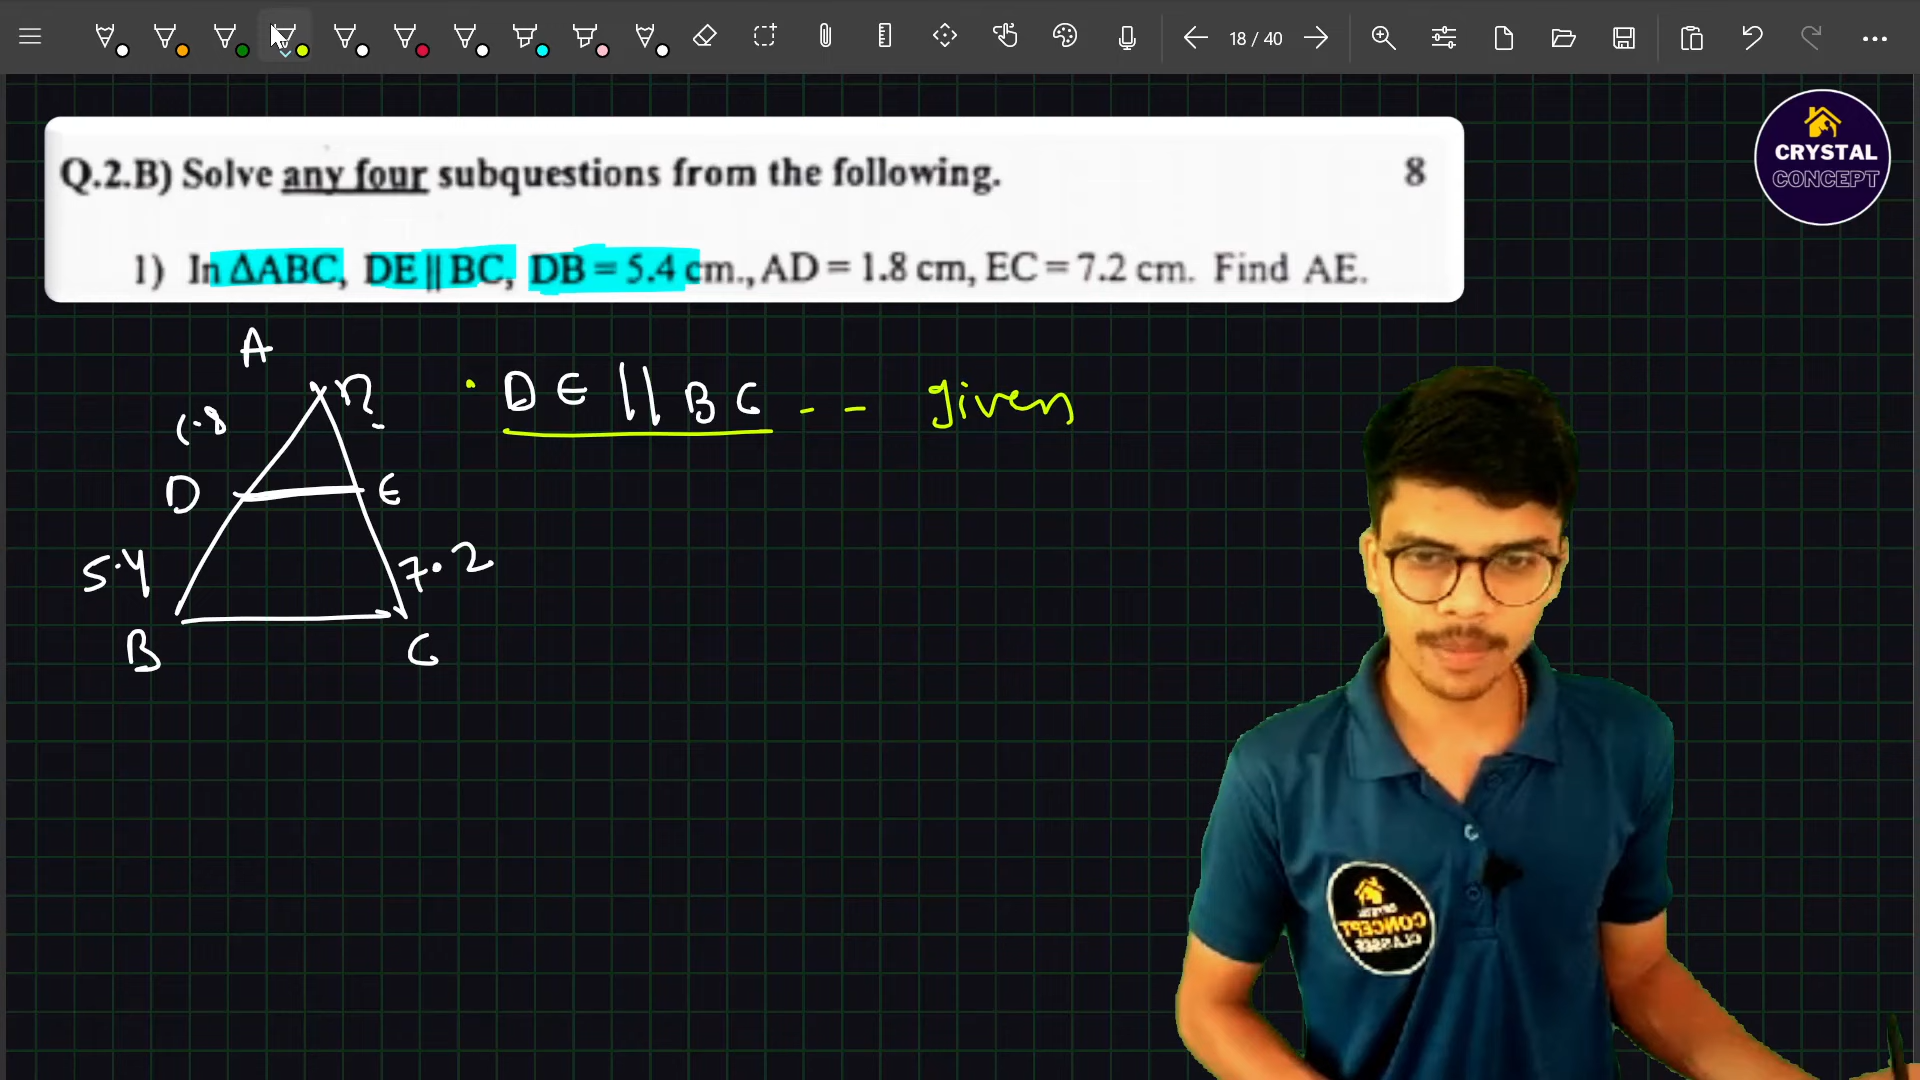 18 / 40
CRYSTAL
CONCEPT
Q.2.B) Solve any four subquestions from the following. 8
1) In ΔABC, DE || BC, DB = 5.4 cm., AD = 1.8 cm, EC = 7.2 cm. Find AE.
A
1.8
?
D E || B C -- given
D E
5.4 7.2
B C
CONCEPT
CLASSES